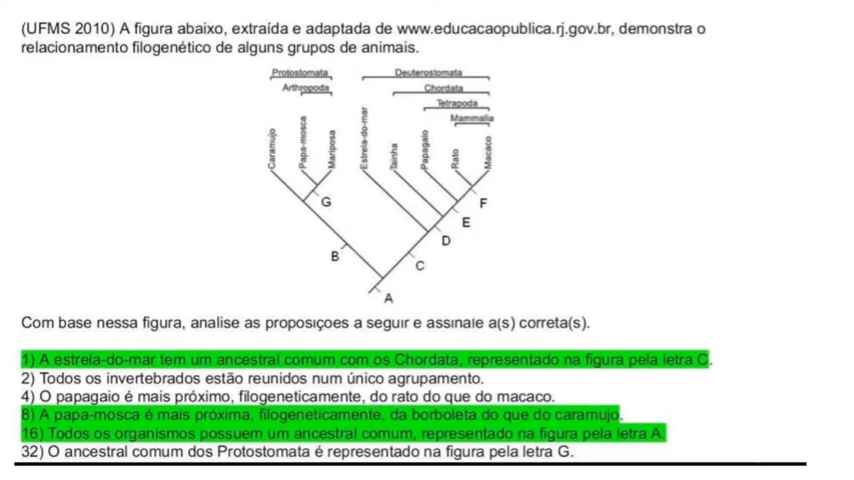 (UFMS 2010) A figura abaixo, extraída e adaptada de www.educacaopublica.rj.gov.br, demonstra o
relacionamento filogenético de alguns grupos de animais.
Protostomata
Deuterostomata
Arthropoda
Chordata
Tetrapoda
Mammalia
Caramujo
Papa-mosca
Mariposa
Estrela-do-mar
Tainha
Papagaio
Rato
Macaco
G
F
E
D
B
C
A
Com base nessa figura, analise as proposições a seguir e assinale a(s) correta(s).
1) A estrela-do-mar tem um ancestral comum com os Chordata, representado na figura pela letra C.
2) Todos os invertebrados estão reunidos num único agrupamento.
4) O papagaio é mais próximo, filogeneticamente, do rato do que do macaco.
8) A papa-mosca é mais próxima, filogeneticamente, da borboleta do que do caramujo.
16) Todos os organismos possuem um ancestral comum, representado na figura pela letra A.
32) O ancestral comum dos Protostomata é representado na figura pela letra G.